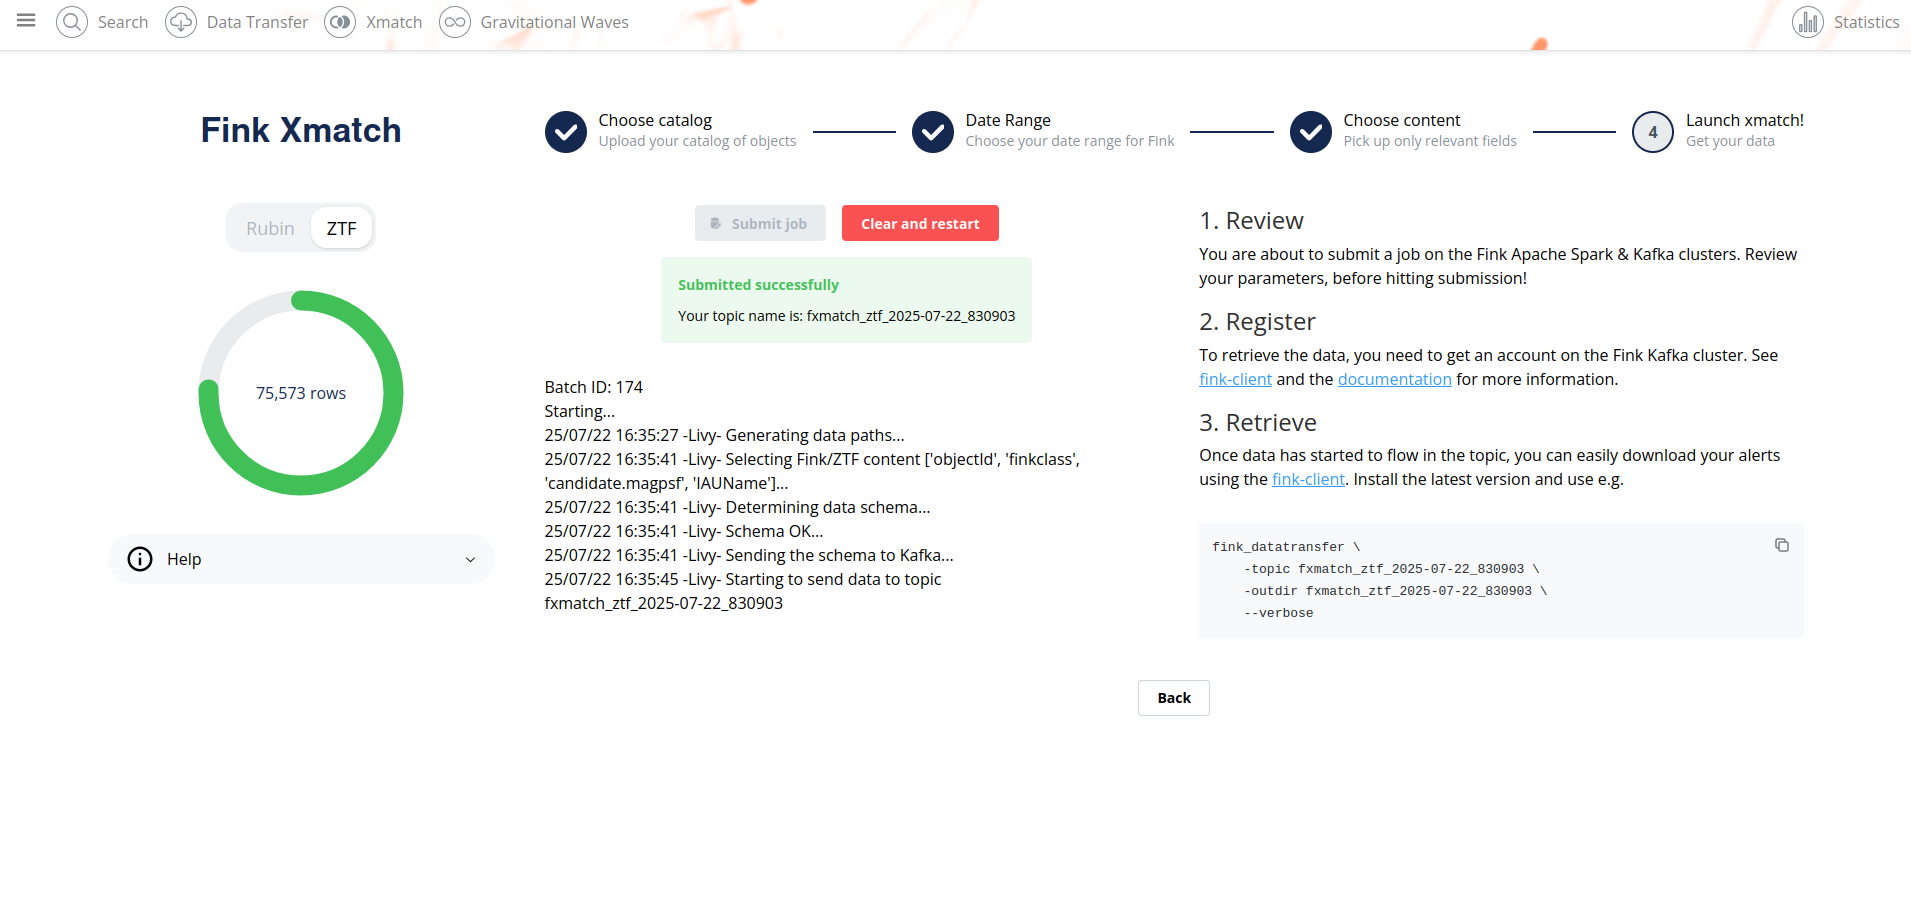 Search
Data Transfer
Xmatch
Gravitational Waves
Statistics
Fink Xmatch
Choose catalog
Upload your catalog of objects
Date Range
Choose your date range for Fink
Choose content
Pick up only relevant fields
4
Launch xmatch!
Get your data
Rubin
ZTF
75,573 rows
Help
Submit job
Clear and restart
Submitted successfully
Your topic name is: fxmatch_ztf_2025-07-22_830903
Batch ID: 174
Starting...
25/07/22 16:35:27 -Livy- Generating data paths...
25/07/22 16:35:41 -Livy- Selecting Fink/ZTF content ['objectId', 'finkclass',
'candidate.magpsf', 'IAUName']...
25/07/22 16:35:41 -Livy- Determining data schema...
25/07/22 16:35:41 -Livy- Schema OK...
25/07/22 16:35:41 -Livy- Sending the schema to Kafka...
25/07/22 16:35:45 -Livy- Starting to send data to topic
fxmatch_ztf_2025-07-22_830903
1. Review
You are about to submit a job on the Fink Apache Spark & Kafka clusters. Review
your parameters, before hitting submission!
2. Register
To retrieve the data, you need to get an account on the Fink Kafka cluster. See
fink-client and the documentation for more information.
3. Retrieve
Once data has started to flow in the topic, you can easily download your alerts
using the fink-client. Install the latest version and use e.g.
fink_datatransfer \
-topic fxmatch_ztf_2025-07-22_830903 \
-outdir fxmatch_ztf_2025-07-22_830903 \
--verbose
Back